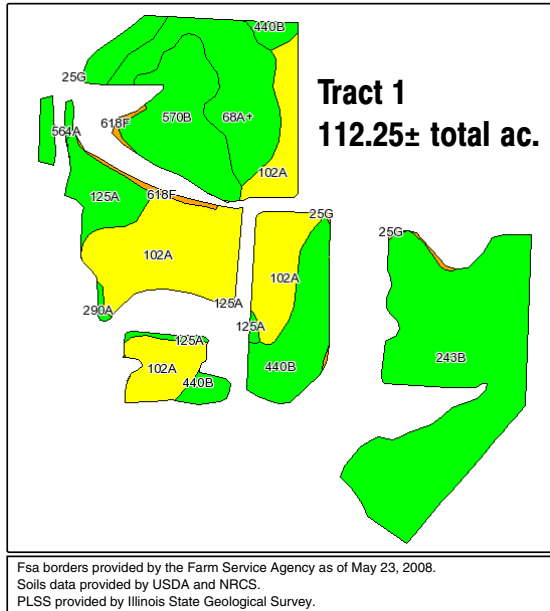 440B
25G
Tract 1
112.25± total ac.
618F
570B
68A+
564A
102A
125A
618F
25G
25G
102A
102A
290A
125A
125A
125A
243B
102A
440B
440B
Fsa borders provided by the Farm Service Agency as of May 23, 2008.
Soils data provided by USDA and NRCS.
PLSS provided by Illinois State Geological Survey.